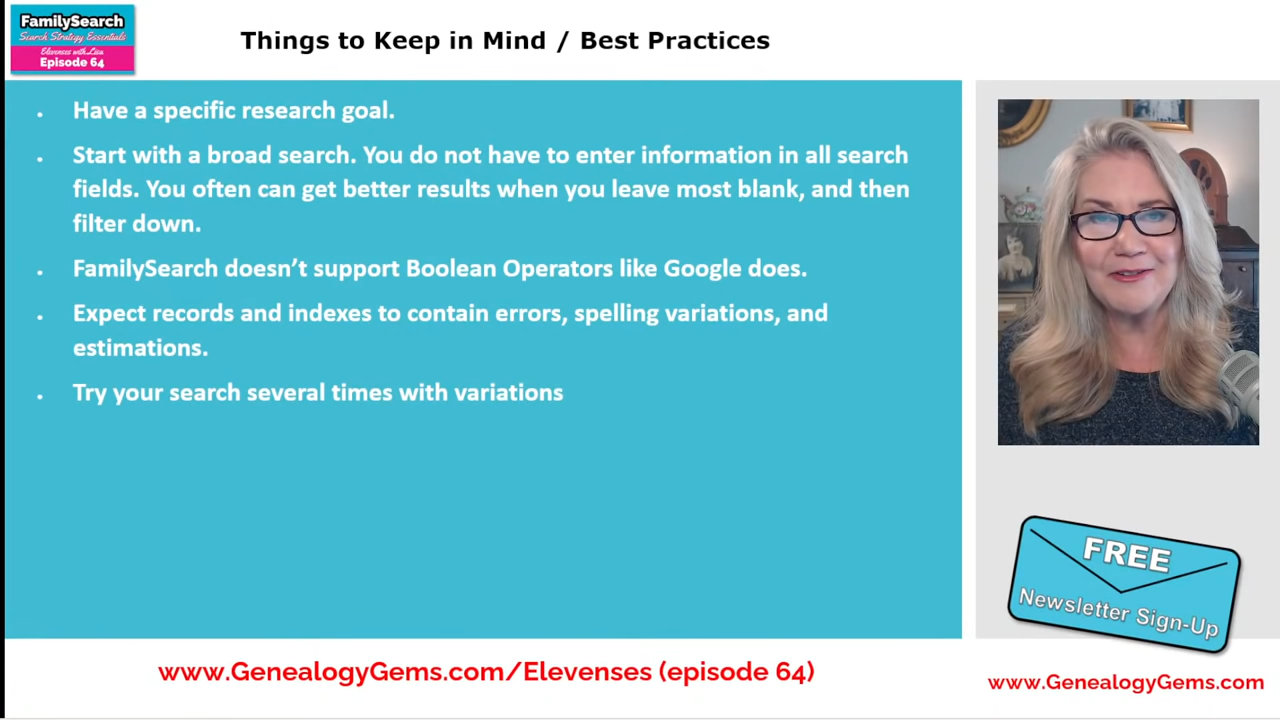 FamilySearch
Search Strategy Essentials
Elevenses with Lisa
Episode 64
Things to Keep in Mind / Best Practices
• Have a specific research goal.
• Start with a broad search. You do not have to enter information in all search
fields. You often can get better results when you leave most blank, and then
filter down.
• FamilySearch doesn’t support Boolean Operators like Google does.
• Expect records and indexes to contain errors, spelling variations, and
estimations.
• Try your search several times with variations
FREE
Newsletter Sign-Up
www.GenealogyGems.com/Elevenses (episode 64)
www.GenealogyGems.com